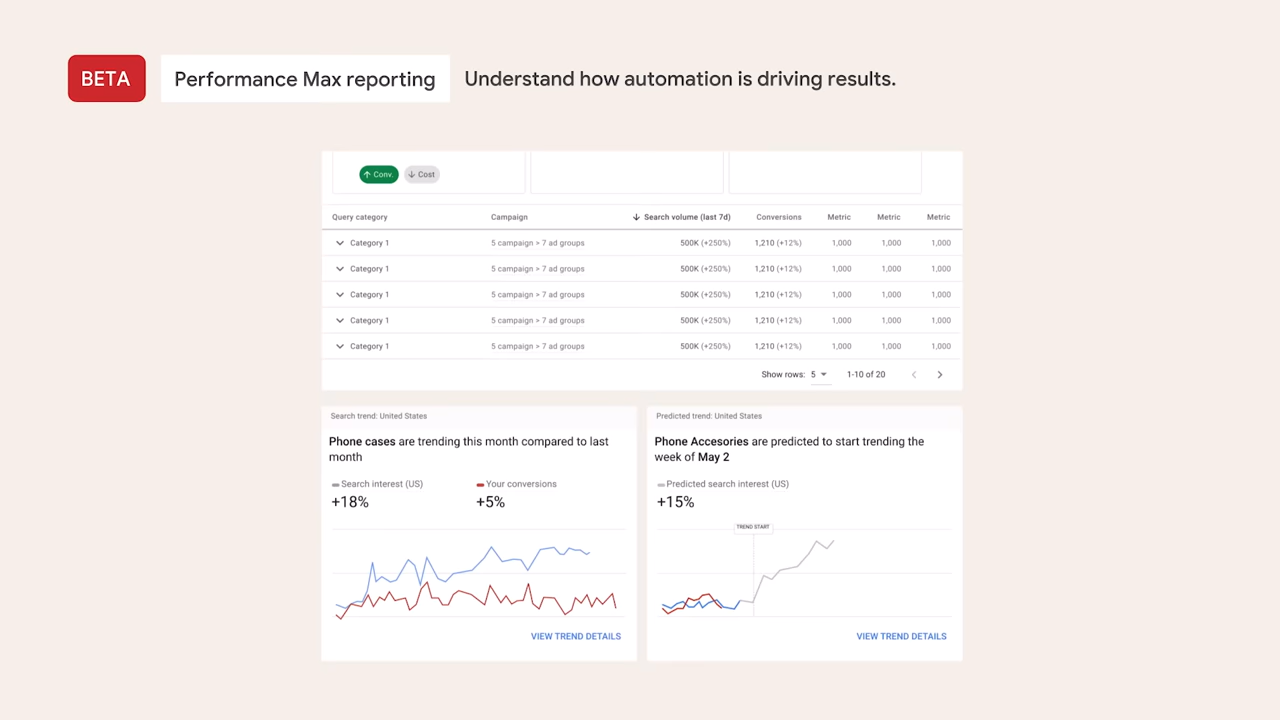 BETA Performance Max reporting Understand how automation is driving results.
Conv. Cost
Query category Campaign Search volume (last 7d) Conversions Metric Metric Metric
Category 1 5 campaign > 7 ad groups 500K (+250%) 1,210 (+12%) 1,000 1,000 1,000
Category 1 5 campaign > 7 ad groups 500K (+250%) 1,210 (+12%) 1,000 1,000 1,000
Category 1 5 campaign > 7 ad groups 500K (+250%) 1,210 (+12%) 1,000 1,000 1,000
Category 1 5 campaign > 7 ad groups 500K (+250%) 1,210 (+12%) 1,000 1,000 1,000
Category 1 5 campaign > 7 ad groups 500K (+250%) 1,210 (+12%) 1,000 1,000 1,000
Show rows: 5 1-10 of 20
Search trend: United States
Phone cases are trending this month compared to last
month
Search interest (US) Your conversions
+18% +5%
VIEW TREND DETAILS
Predicted trend: United States
Phone Accesories are predicted to start trending the
week of May 2
Predicted search interest (US)
+15%
TREND START
VIEW TREND DETAILS